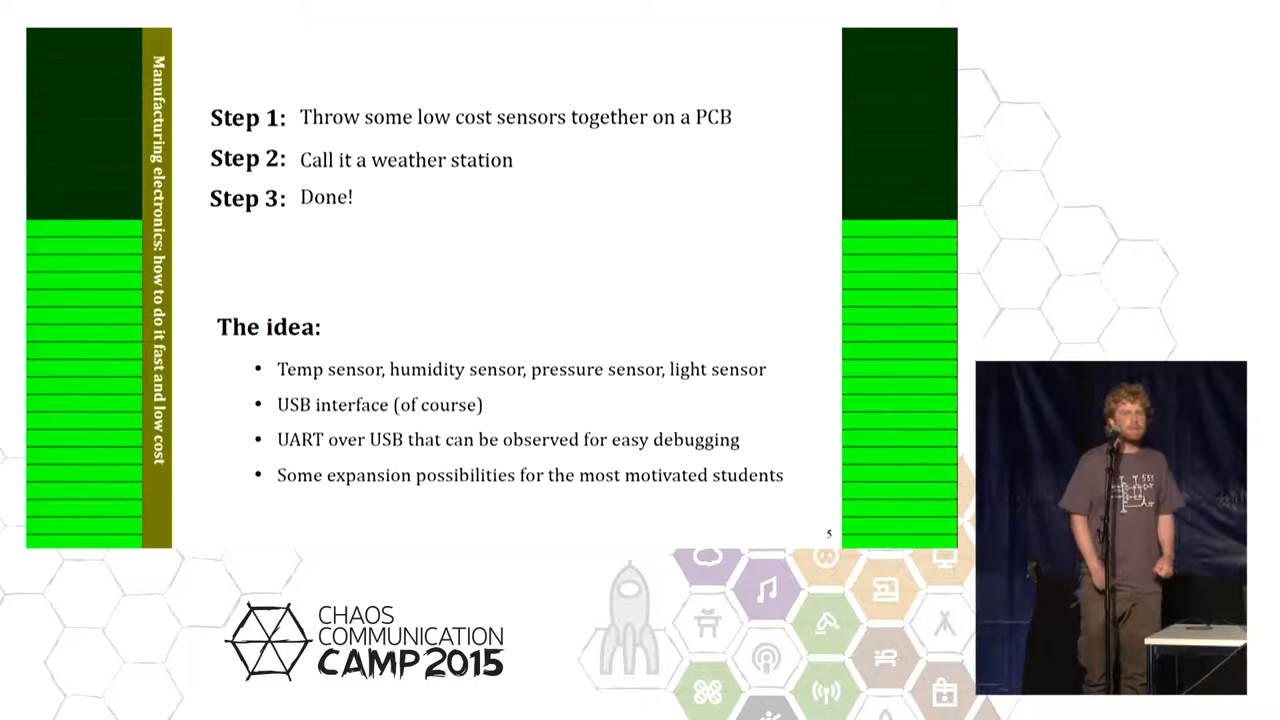 Manufacturing electronics: how to do it fast and low cost
Step 1: Throw some low cost sensors together on a PCB
Step 2: Call it a weather station
Step 3: Done!
The idea:
• Temp sensor, humidity sensor, pressure sensor, light sensor
• USB interface (of course)
• UART over USB that can be observed for easy debugging
• Some expansion possibilities for the most motivated students
5
CHAOS
COMMUNICATION
CAMP 2015
555